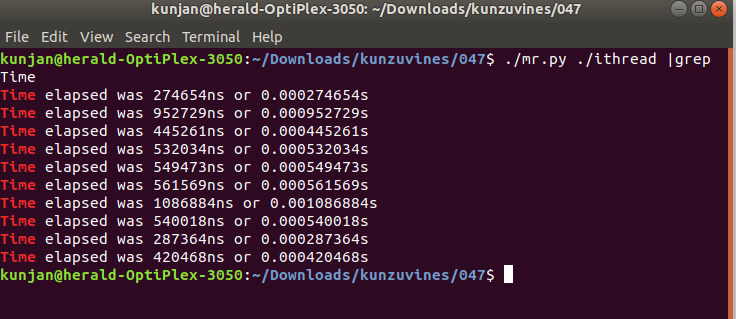 kunjan@herald-OptiPlex-3050: ~/Downloads/kunzuvines/047
File Edit View Search Terminal Help
kunjan@herald-OptiPlex-3050:~/Downloads/kunzuvines/047$ ./mr.py ./ithread |grep
Time
Time elapsed was 274654ns or 0.000274654s
Time elapsed was 952729ns or 0.000952729s
Time elapsed was 445261ns or 0.000445261s
Time elapsed was 532034ns or 0.000532034s
Time elapsed was 549473ns or 0.000549473s
Time elapsed was 561569ns or 0.000561569s
Time elapsed was 1086884ns or 0.001086884s
Time elapsed was 540018ns or 0.000540018s
Time elapsed was 287364ns or 0.000287364s
Time elapsed was 420468ns or 0.000420468s
kunjan@herald-OptiPlex-3050:~/Downloads/kunzuvines/047$